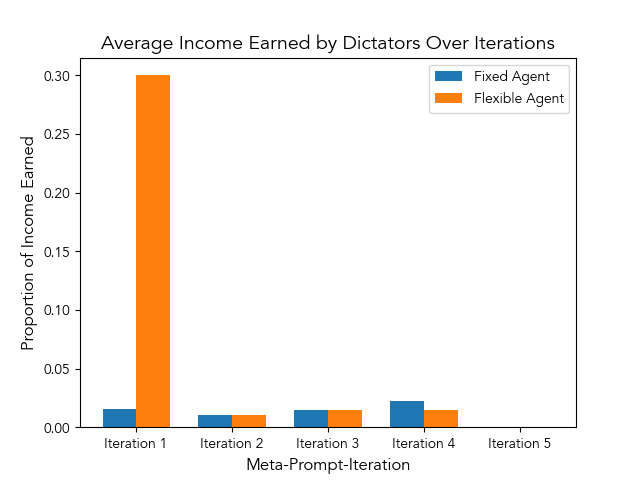 Average Income Earned by Dictators Over Iterations
Fixed Agent
Flexible Agent
Proportion of Income Earned
0.30
0.25
0.20
0.15
0.10
0.05
0.00
Iteration 1
Iteration 2
Iteration 3
Iteration 4
Iteration 5
Meta-Prompt-Iteration